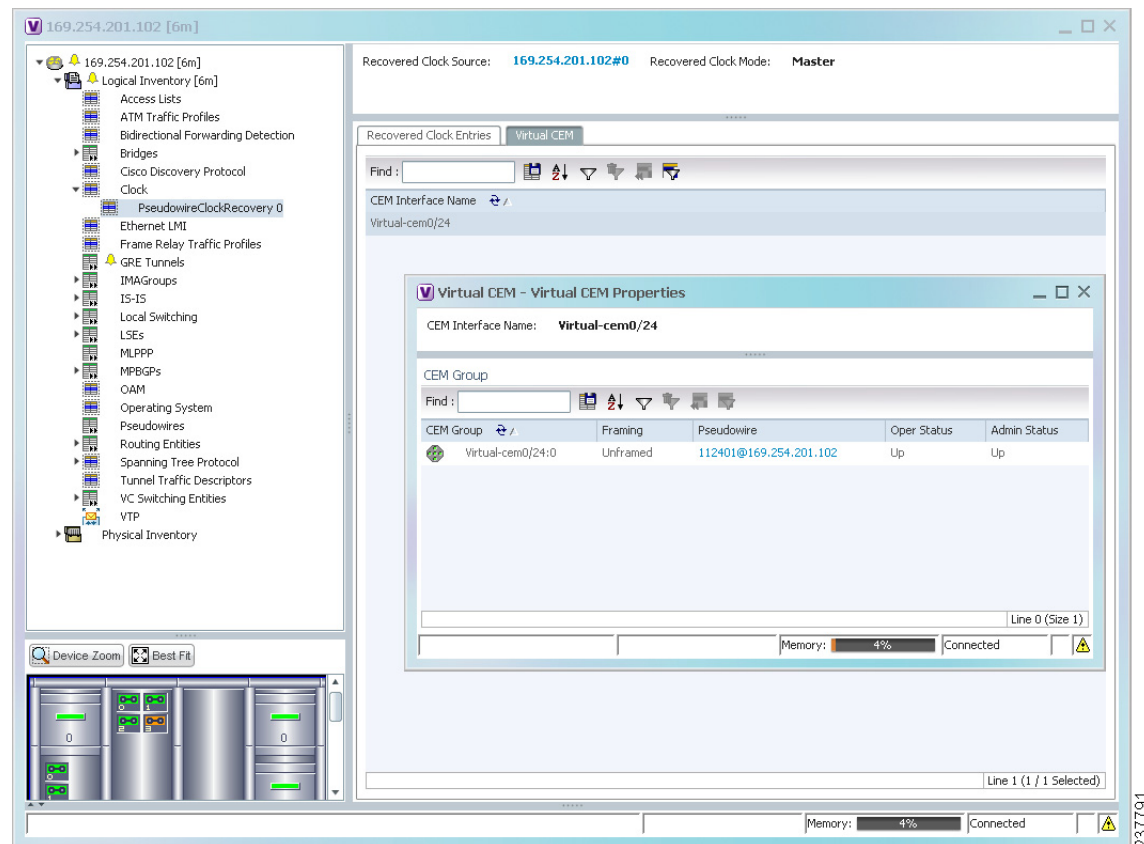 169.254.201.102 [6m]
169.254.201.102 [6m]
Logical Inventory [6m]
Access Lists
ATM Traffic Profiles
Bidirectional Forwarding Detection
Bridges
Cisco Discovery Protocol
Clock
PseudowireClockRecovery 0
Ethernet LMI
Frame Relay Traffic Profiles
GRE Tunnels
IMAGroups
IS-IS
Local Switching
LSEs
MLPPP
MPBGPs
OAM
Operating System
Pseudowires
Routing Entities
Spanning Tree Protocol
Tunnel Traffic Descriptors
VC Switching Entities
VTP
Physical Inventory
Device Zoom Best Fit
0 0
Recovered Clock Source: 169.254.201.102#0 Recovered Clock Mode: Master
Recovered Clock Entries Virtual CEM
Find :
CEM Interface Name
Virtual-cem0/24
Virtual CEM - Virtual CEM Properties
CEM Interface Name: Virtual-cem0/24
CEM Group
Find :
CEM Group Framing Pseudowire Oper Status Admin Status
Virtual-cem0/24:0 Unframed 112401@169.254.201.102 Up Up
Line 0 (Size 1)
Memory: 4% Connected
Line 1 (1 / 1 Selected)
Memory: 4% Connected
237791